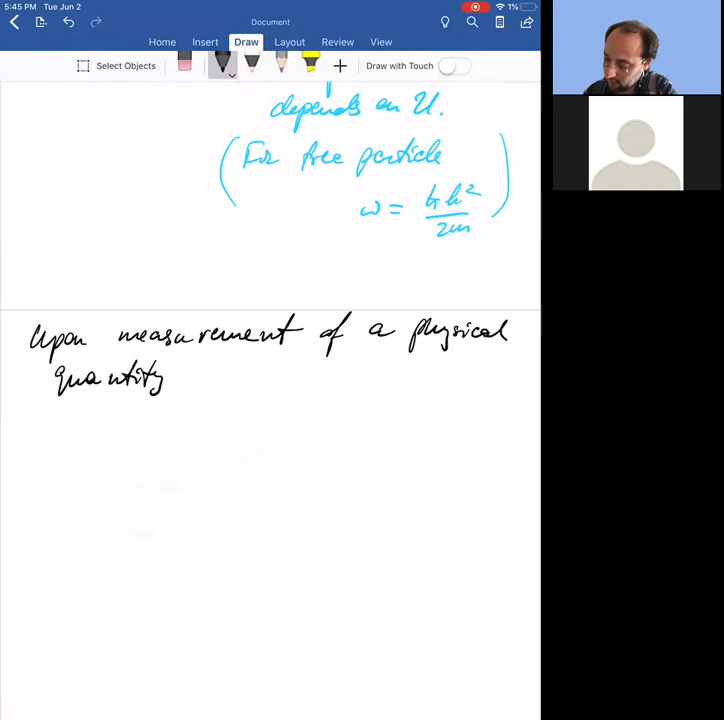 5:45 PM Tue Jun 2
1%
Document
Home Insert Draw Layout Review View
Select Objects
Draw with Touch
depends on U.
(For free particle
ω = ħk²/2m)
Upon measurement of a physical
quantity